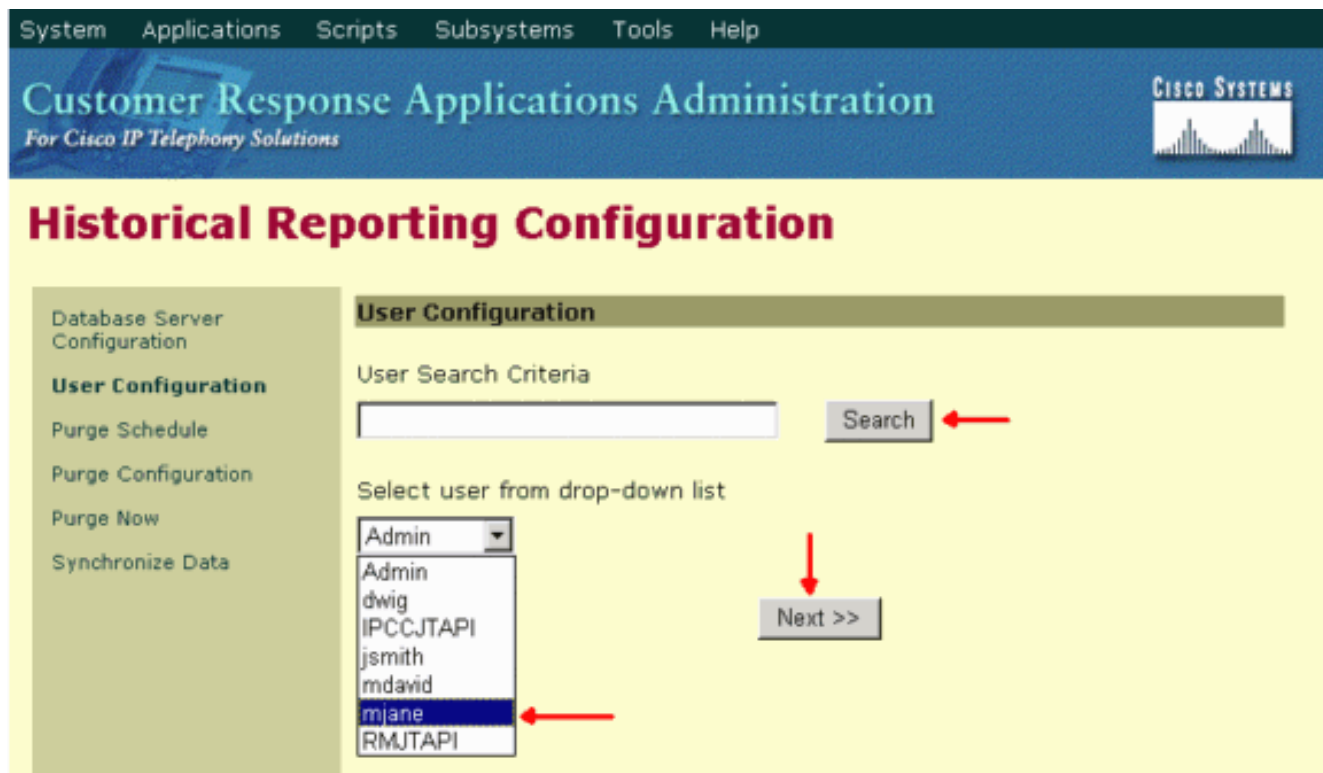 System Applications Scripts Subsystems Tools Help
Customer Response Applications Administration
For Cisco IP Telephony Solutions
CISCO SYSTEMS
Historical Reporting Configuration
Database Server
Configuration
User Configuration
Purge Schedule
Purge Configuration
Purge Now
Synchronize Data
User Configuration
User Search Criteria
Search
Select user from drop-down list
Admin
Admin
dwig
IPCCJTAPI
jsmith
mdavid
mjane
RMJTAPI
Next >>